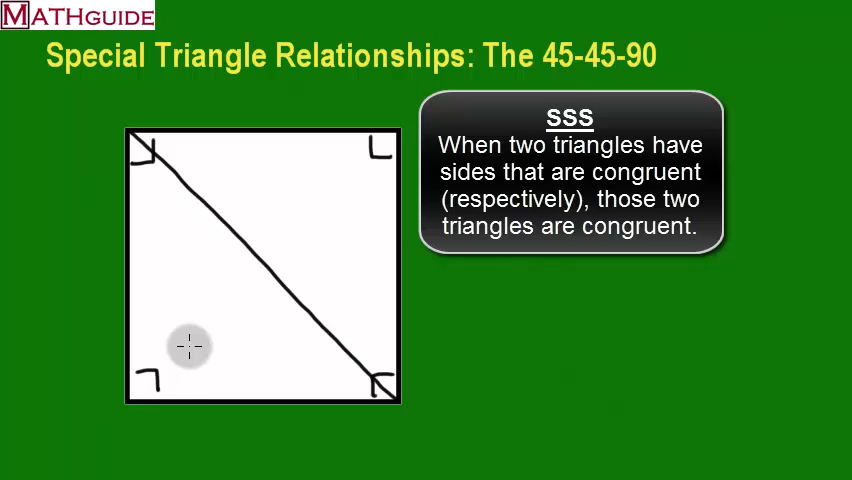 MATHGUIDE
Special Triangle Relationships: The 45-45-90
SSS
When two triangles have
sides that are congruent
(respectively), those two
triangles are congruent.